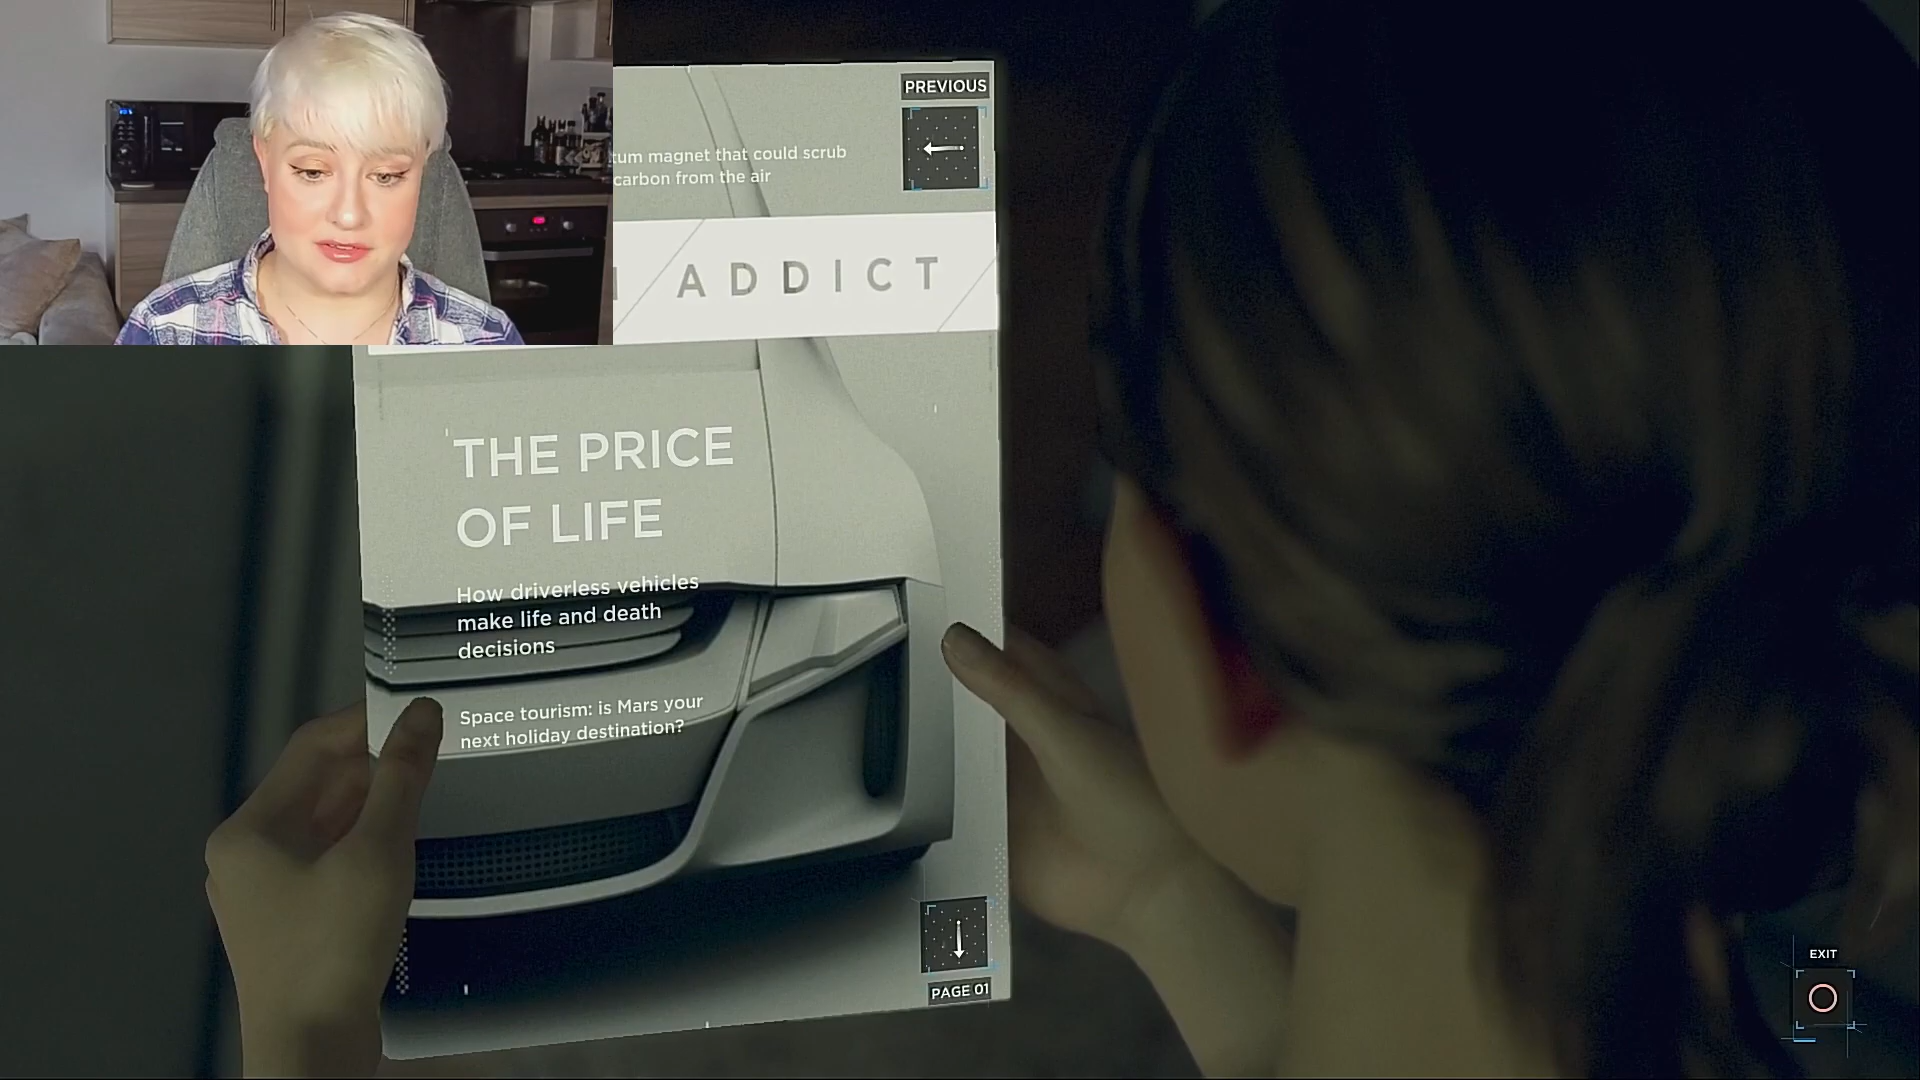 PREVIOUS
magnet that could scrub
carbon from the air
ADDICT
THE PRICE
OF LIFE
How driverless vehicles
make life and death
decisions
Space tourism: is Mars your
next holiday destination?
PAGE 01
EXIT